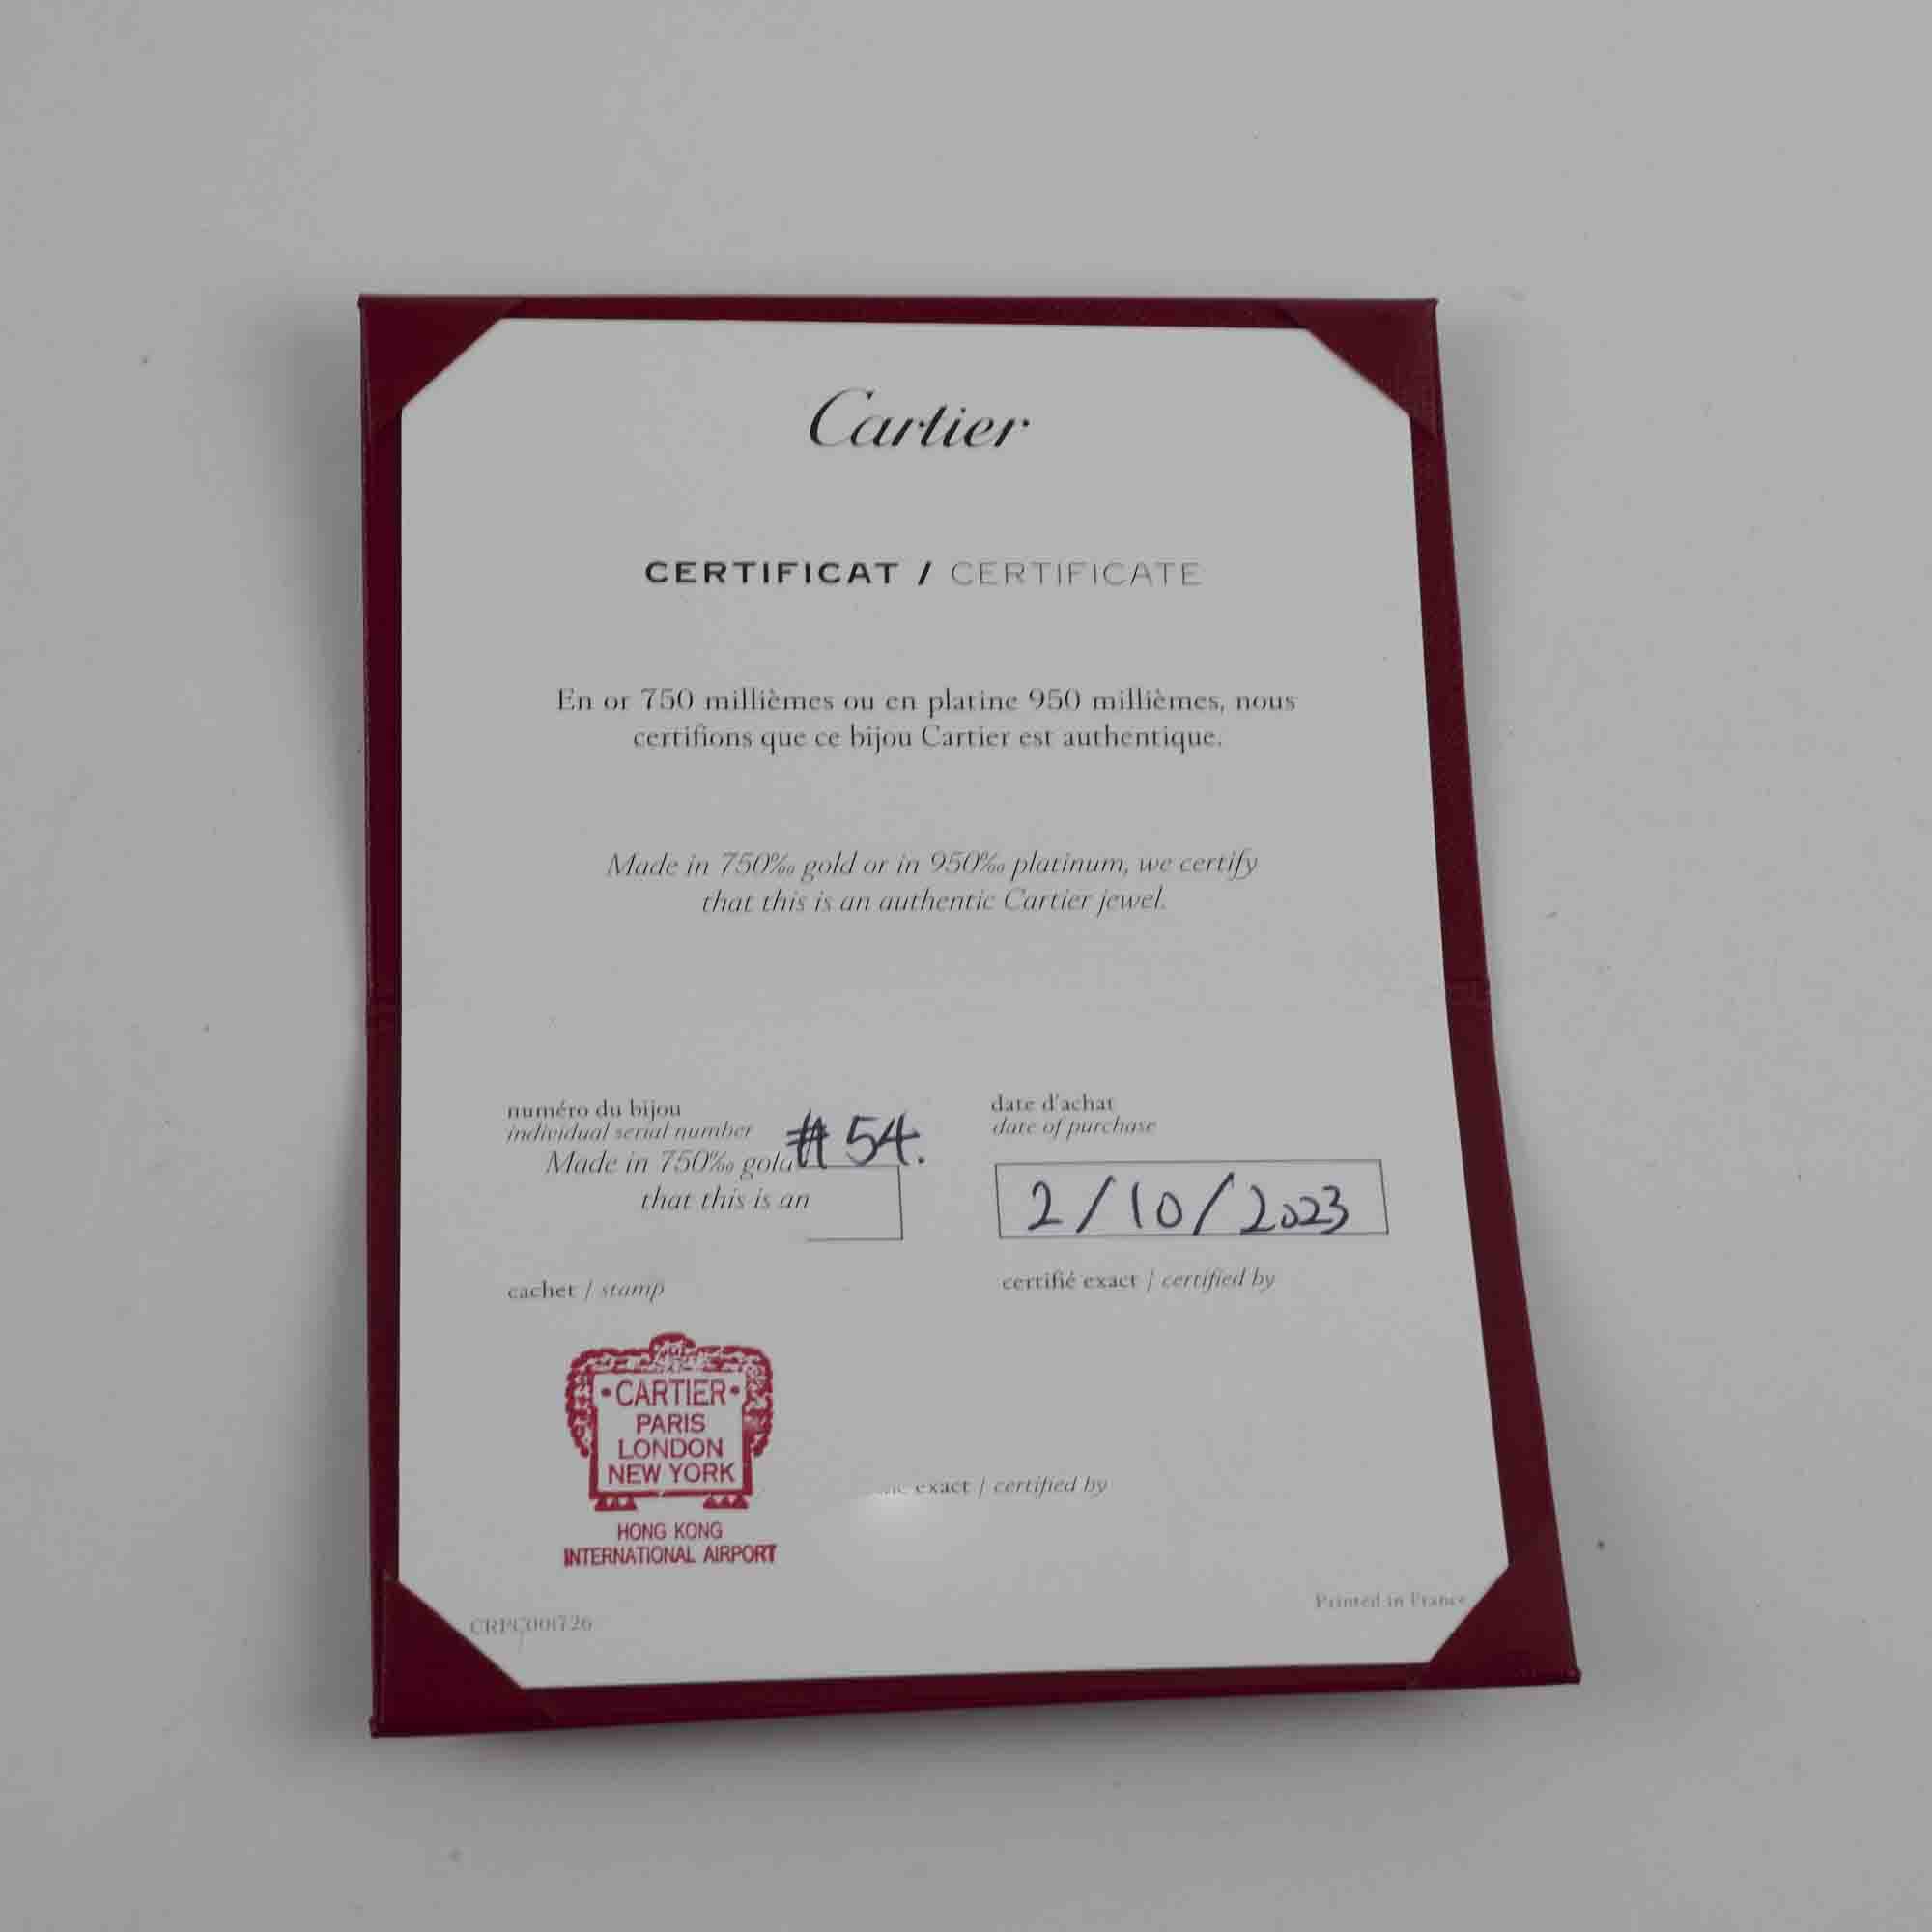 Cartier
CERTIFICAT / CERTIFICATE
En or 750 millièmes ou en platine 950 millièmes, nous
certifions que ce bijou Cartier est authentique.
Made in 750‰ gold or in 950‰ platinum, we certify
that this is an authentic Cartier jewel.
numéro du bijou
individual serial number
#54.
Made in 750‰ gold
that this is an
date d'achat
date of purchase
2/10/2023
cachet / stamp
certifié exact / certified by
•CARTIER•
PARIS
LONDON
NEW YORK
HONG KONG
INTERNATIONAL AIRPORT
exact / certified by
CRPC001726
Printed in France